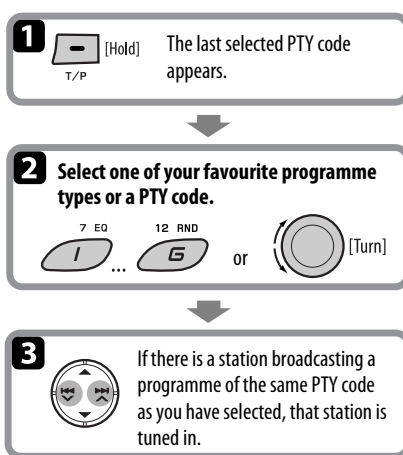 1
[Hold]
T/P
The last selected PTY code
appears.
2
Select one of your favourite programme
types or a PTY code.
7 EQ
12 RND
1
...
6
or
[Turn]
3
If there is a station broadcasting a
programme of the same PTY code
as you have selected, that station is
tuned in.